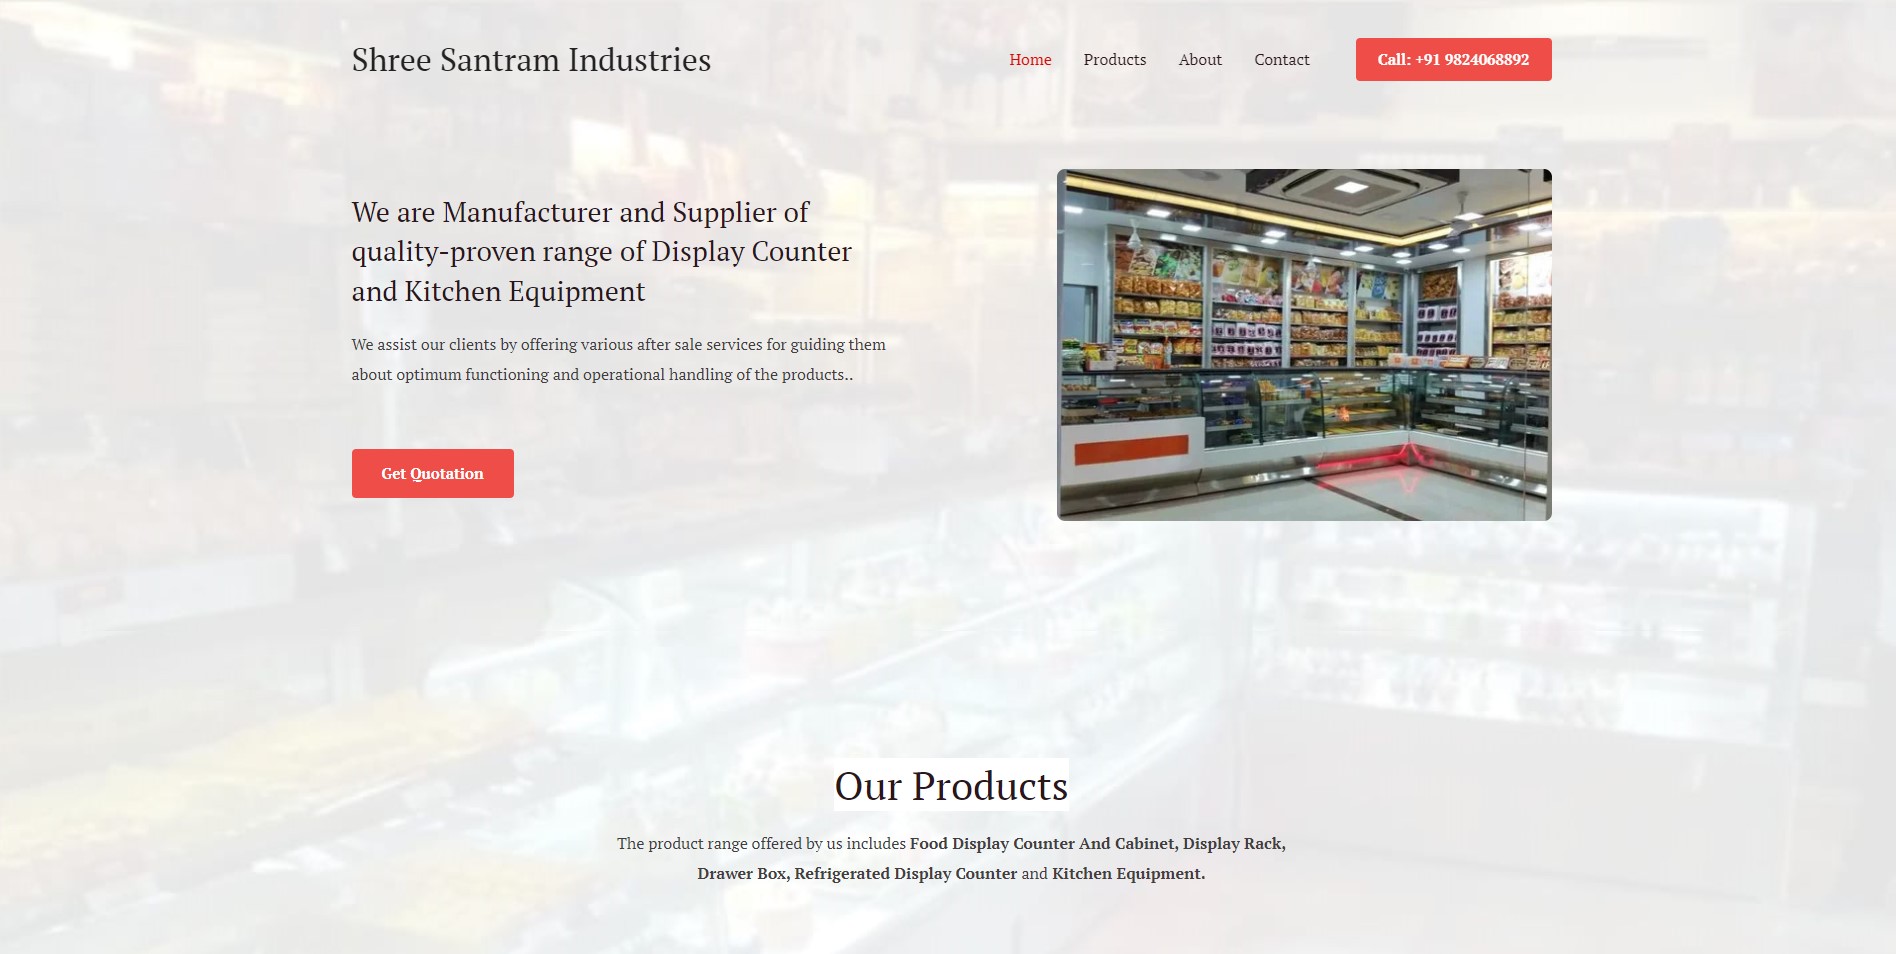 Shree Santram Industries
Home
Products
About
Contact
Call: +91 9824068892
We are Manufacturer and Supplier of
quality-proven range of Display Counter
and Kitchen Equipment
We assist our clients by offering various after sale services for guiding them
about optimum functioning and operational handling of the products..
Get Quotation
Our Products
The product range offered by us includes Food Display Counter And Cabinet, Display Rack,
Drawer Box, Refrigerated Display Counter and Kitchen Equipment.